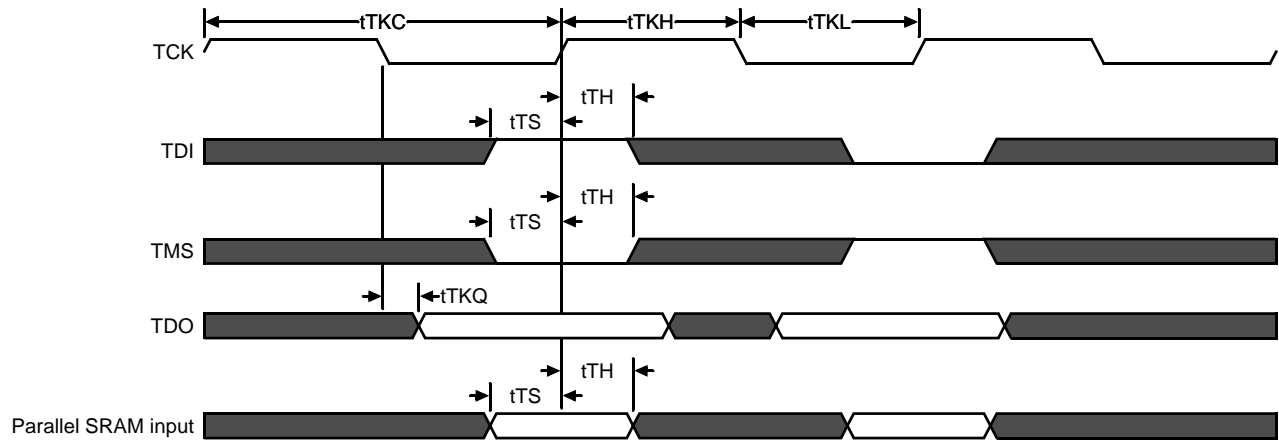 tTKC
tTKH
tTKL
TCK
tTH
tTS
TDI
tTH
tTS
TMS
tTKQ
TDO
tTH
tTS
Parallel SRAM input